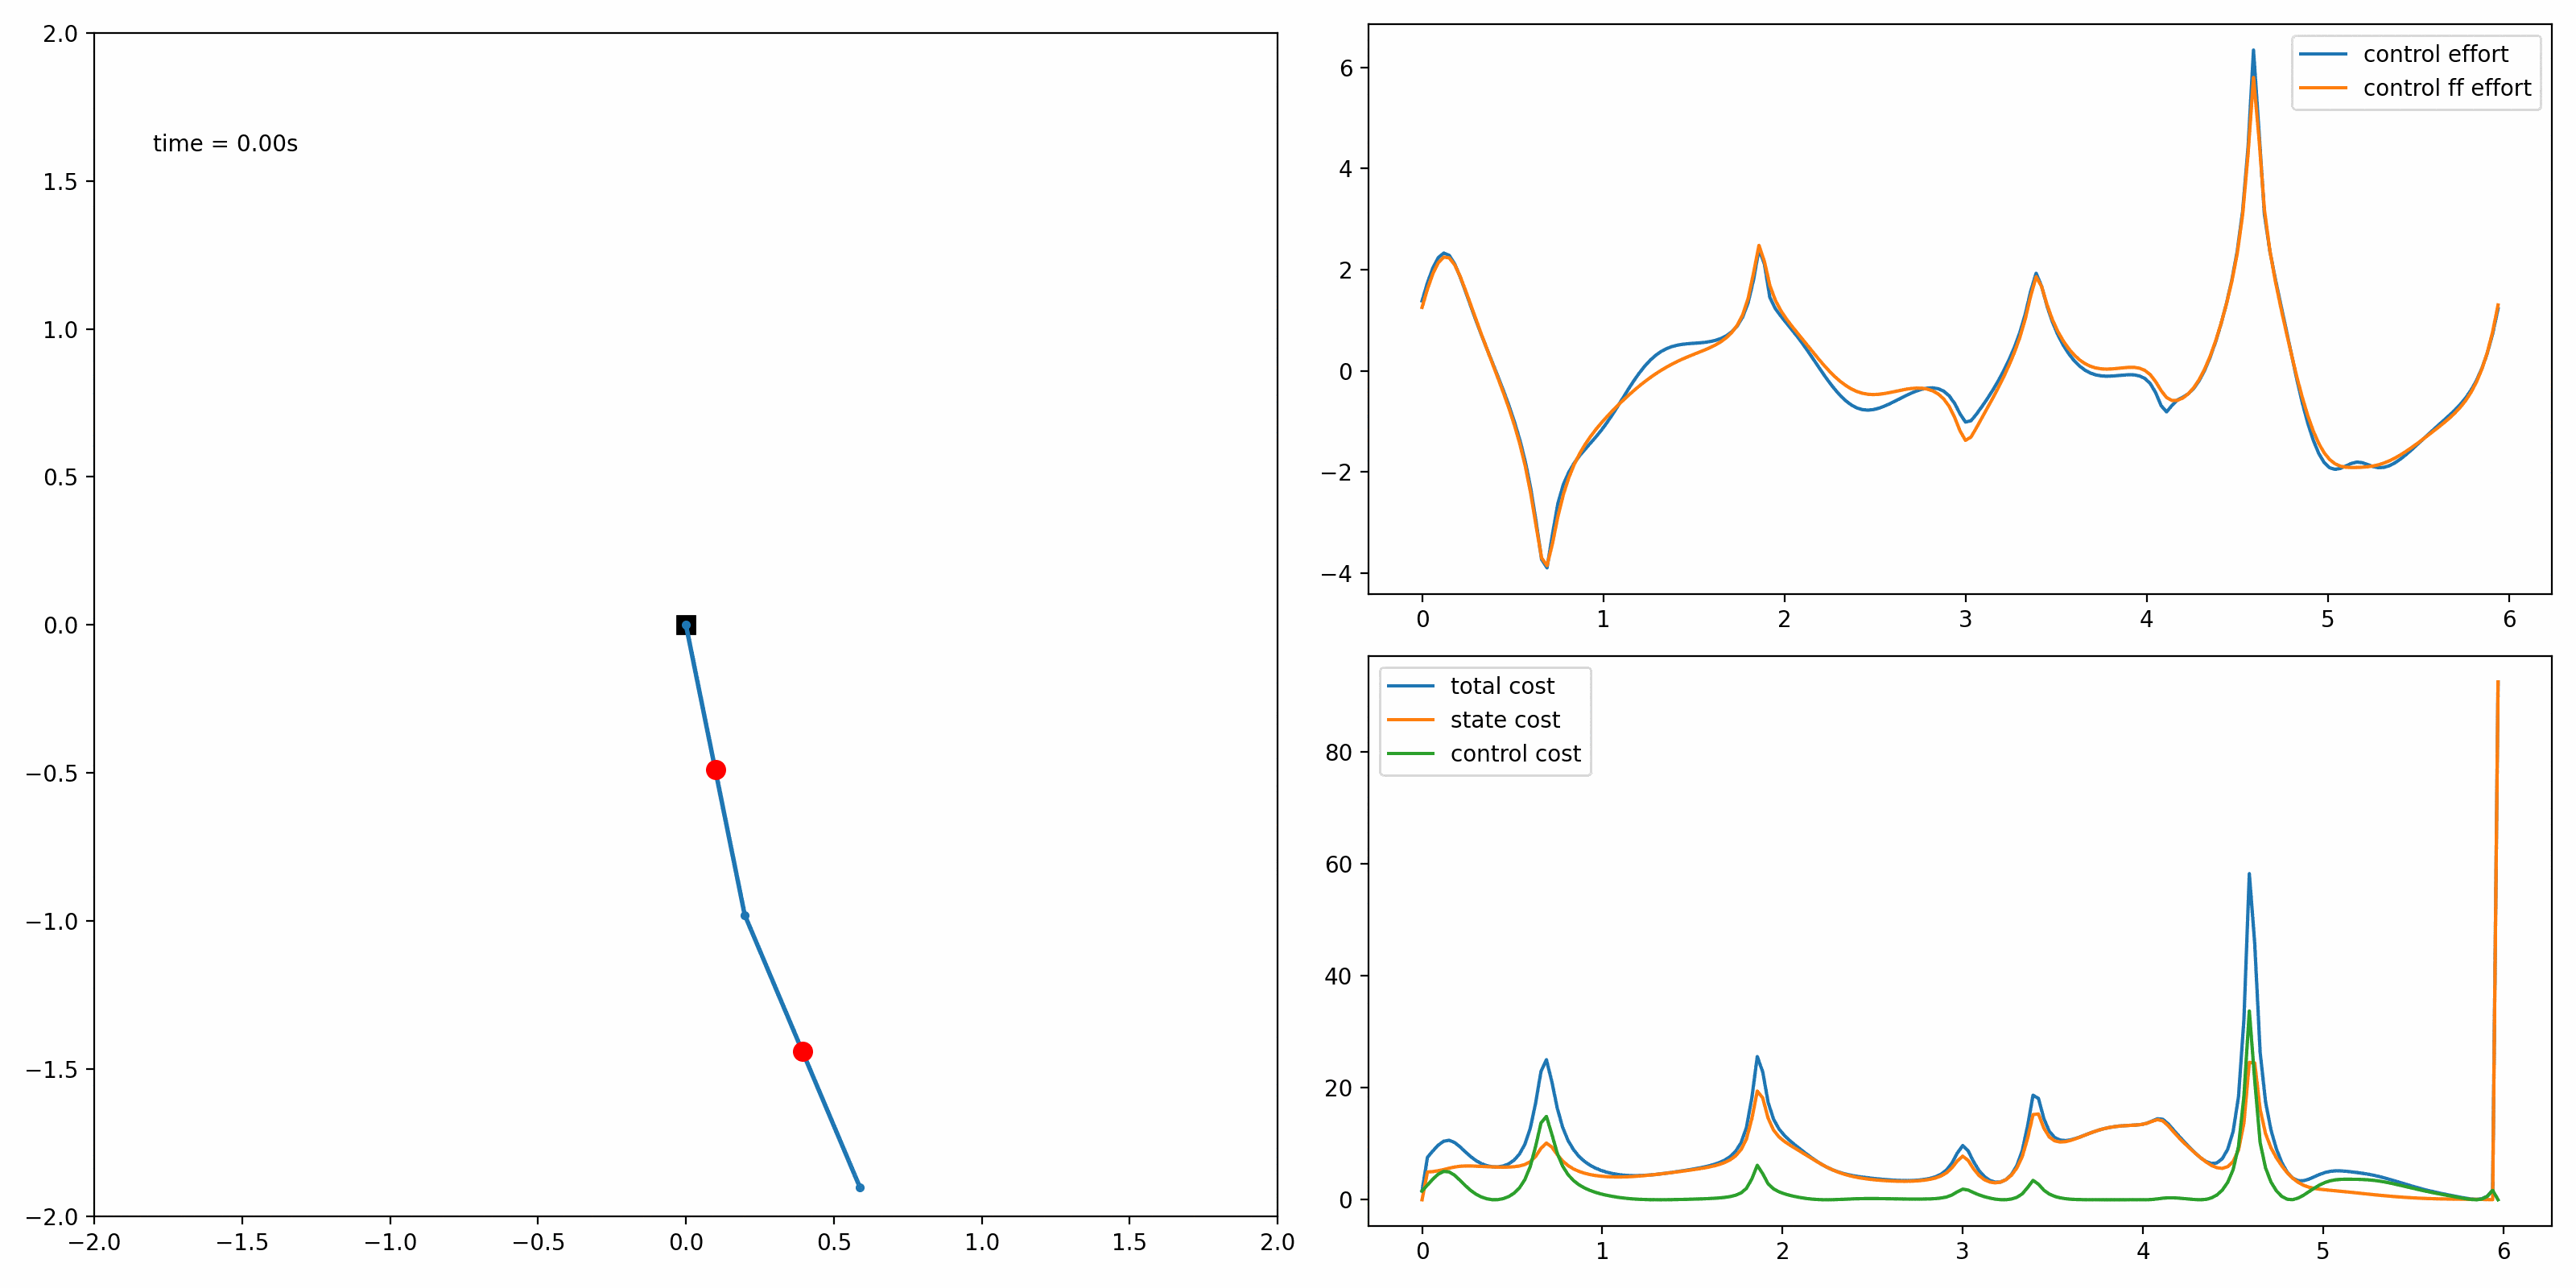 2.0
1.5
1.0
0.5
0.0
−0.5
−1.0
−1.5
−2.0
time = 0.00s
−2.0 −1.5 −1.0 −0.5 0.0 0.5 1.0 1.5 2.0
6
4
2
0
−2
−4
control effort
control ff effort
0 1 2 3 4 5 6
total cost
state cost
control cost
80
60
40
20
0
0 1 2 3 4 5 6